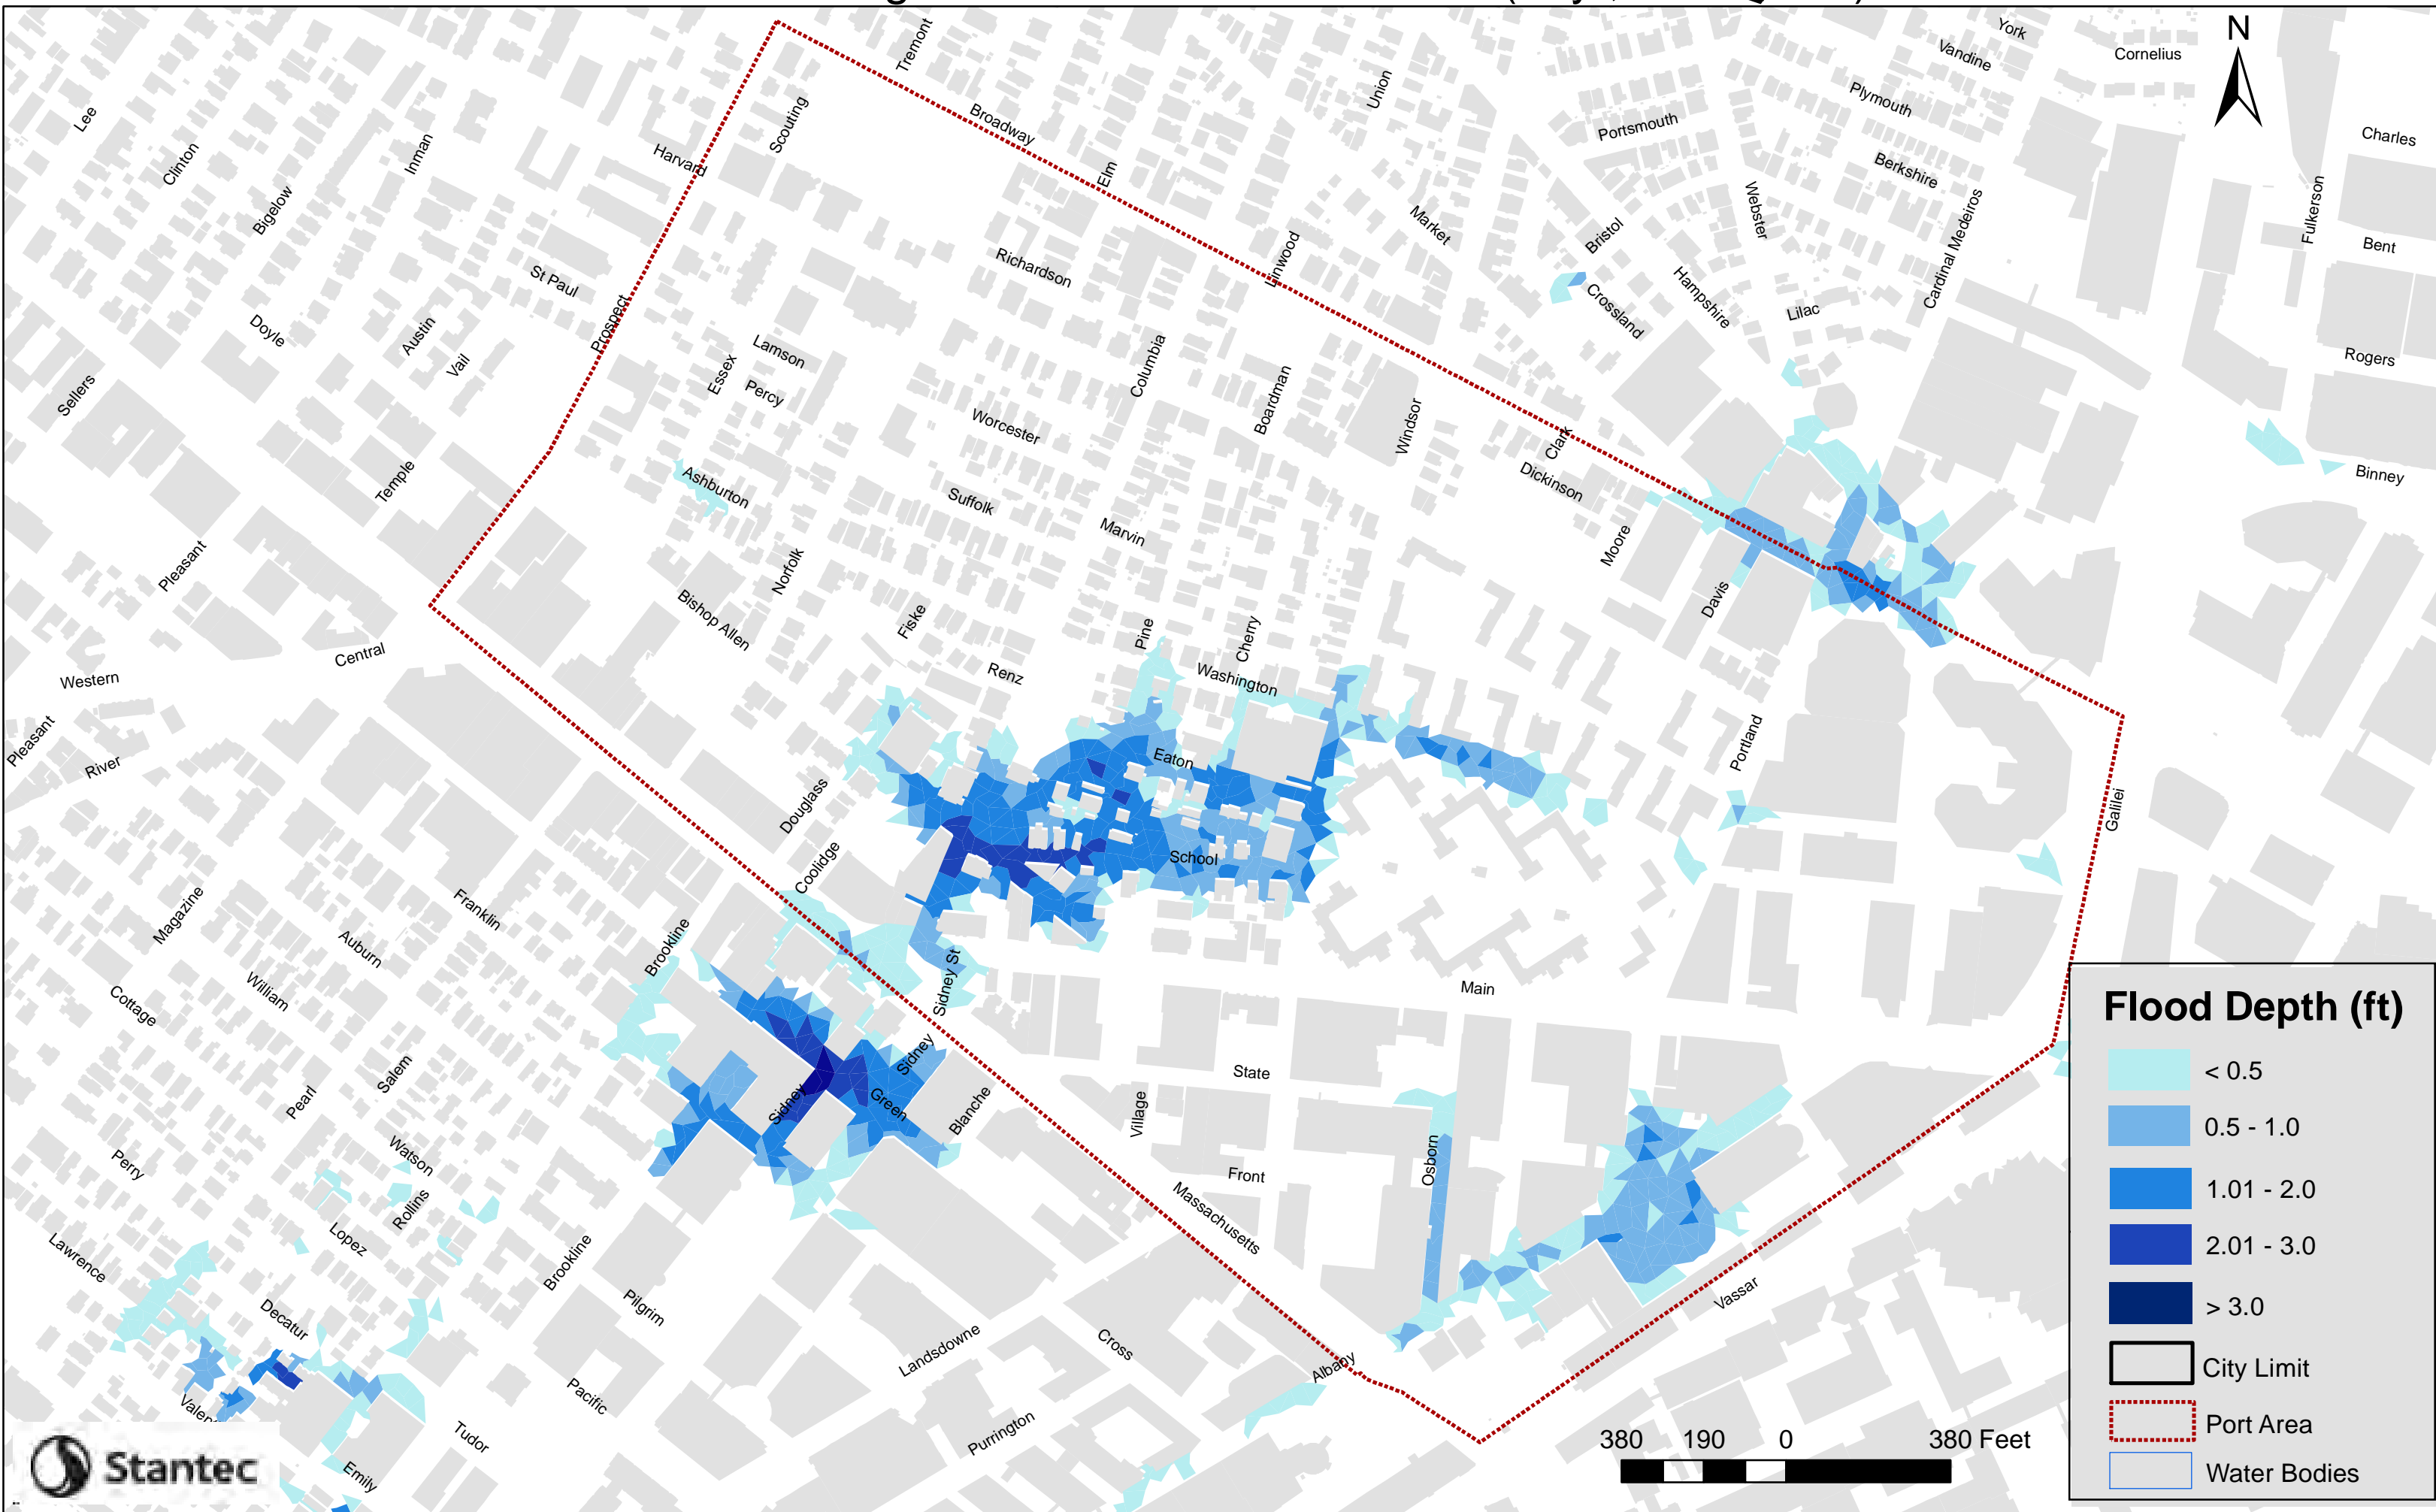 Tremont
York
Vandine
Cornelius
N
Lee
Clinton
Bigelow
Inman
Harvard
Scouting
Broadway
Elm
Union
Portsmouth
Plymouth
Berkshire
Charles
Fulkerson
Bent
Webster
Cardinal Medeiros
Market
Bristol
Linwood
Richardson
St Paul
Prospect
Crossland
Hampshire
Lilac
Doyle
Austin
Vail
Sellers
Essex
Lamson
Percy
Columbia
Boardman
Windsor
Rogers
Worcester
Clark
Dickinson
Binney
Temple
Ashburton
Suffolk
Marvin
Moore
Pleasant
Norfolk
Bishop Allen
Fiske
Pine
Cherry
Davis
Central
Western
Renz
Washington
Pleasant
River
Douglass
Eaton
Portland
Galilei
Coolidge
School
Magazine
Franklin
Auburn
Brookline
Sidney St
Main
William
Cottage
Sidney
State
Salem
Pearl
Sidney
Green
Blanche
Village
Osborn
Front
Watson
Perry
Rollins
Lopez
Massachusetts
Lawrence
Brookline
Pilgrim
Vassar
Decatur
Landsdowne
Cross
Albany
Pacific
Purrington
Tudor
Emily
Flood Depth (ft)
< 0.5
0.5 - 1.0
1.01 - 2.0
2.01 - 3.0
> 3.0
City Limit
Port Area
Water Bodies
380 190 0 380 Feet
Stantec